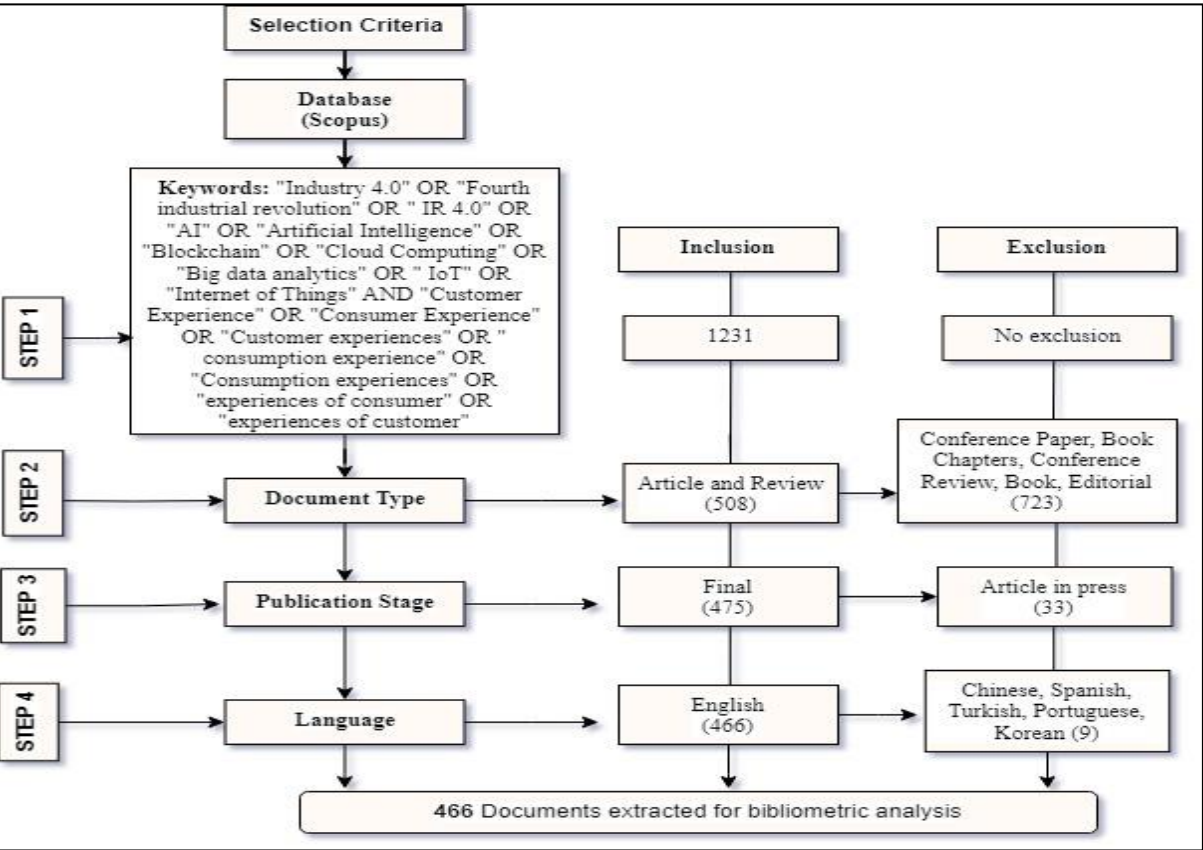 Selection Criteria
Database
(Scopus)
STEP 1
Keywords: "Industry 4.0" OR "Fourth
industrial revolution" OR " IR 4.0" OR
"AI" OR "Artificial Intelligence" OR
"Blockchain" OR "Cloud Computing" OR
"Big data analytics" OR " IoT" OR
"Internet of Things" AND "Customer
Experience" OR "Consumer Experience"
OR "Customer experiences" OR "
consumption experience" OR
"Consumption experiences" OR
"experiences of consumer" OR
"experiences of customer"
Inclusion
Exclusion
1231
No exclusion
STEP 2
Document Type
Article and Review
(508)
Conference Paper, Book
Chapters, Conference
Review, Book, Editorial
(723)
STEP 3
Publication Stage
Final
(475)
Article in press
(33)
STEP 4
Language
English
(466)
Chinese, Spanish,
Turkish, Portuguese,
Korean (9)
466 Documents extracted for bibliometric analysis